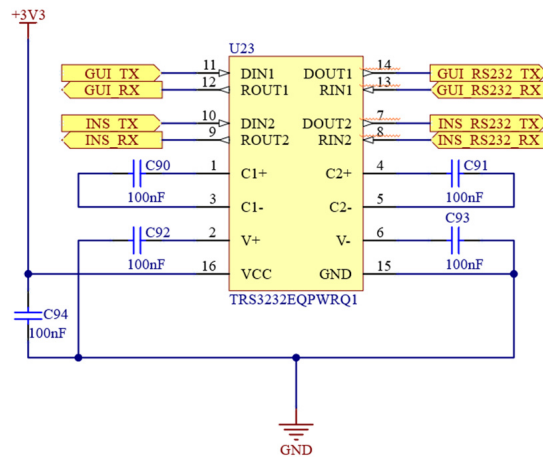 +3V3
U23
GUI_TX 11 DIN1 DOUT1 14 GUI_RS232_TX
GUI_RX 12 ROUT1 RIN1 13 GUI_RS232_RX
INS_TX 10 DIN2 DOUT2 7 INS_RS232_TX
INS_RX 9 ROUT2 RIN2 8 INS_RS232_RX
C90 1 C1+ C2+ 4 C91
100nF 3 C1- C2- 5 100nF
C92 2 V+ V- 6 C93
100nF 16 VCC GND 15 100nF
TRS3232EQPWRQ1
C94
100nF
GND